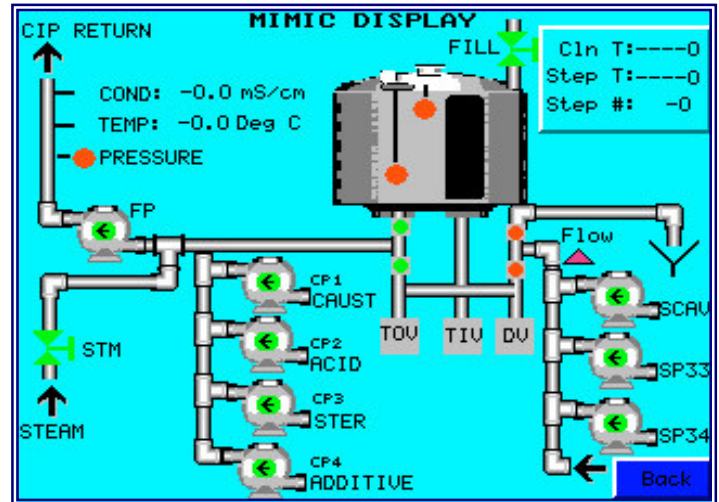 MIMIC DISPLAY
CIP RETURN
FILL
Cln T:----0
Step T:----0
Step #: -0
COND: -0.0 mS/cm
TEMP: -0.0 Deg C
PRESSURE
FP
Flow
CP1
CAUST
SCAV
TOV
TIV
DV
STM
CP2
ACID
SP33
CP3
STER
STEAM
SP34
CP4
ADDITIVE
Back